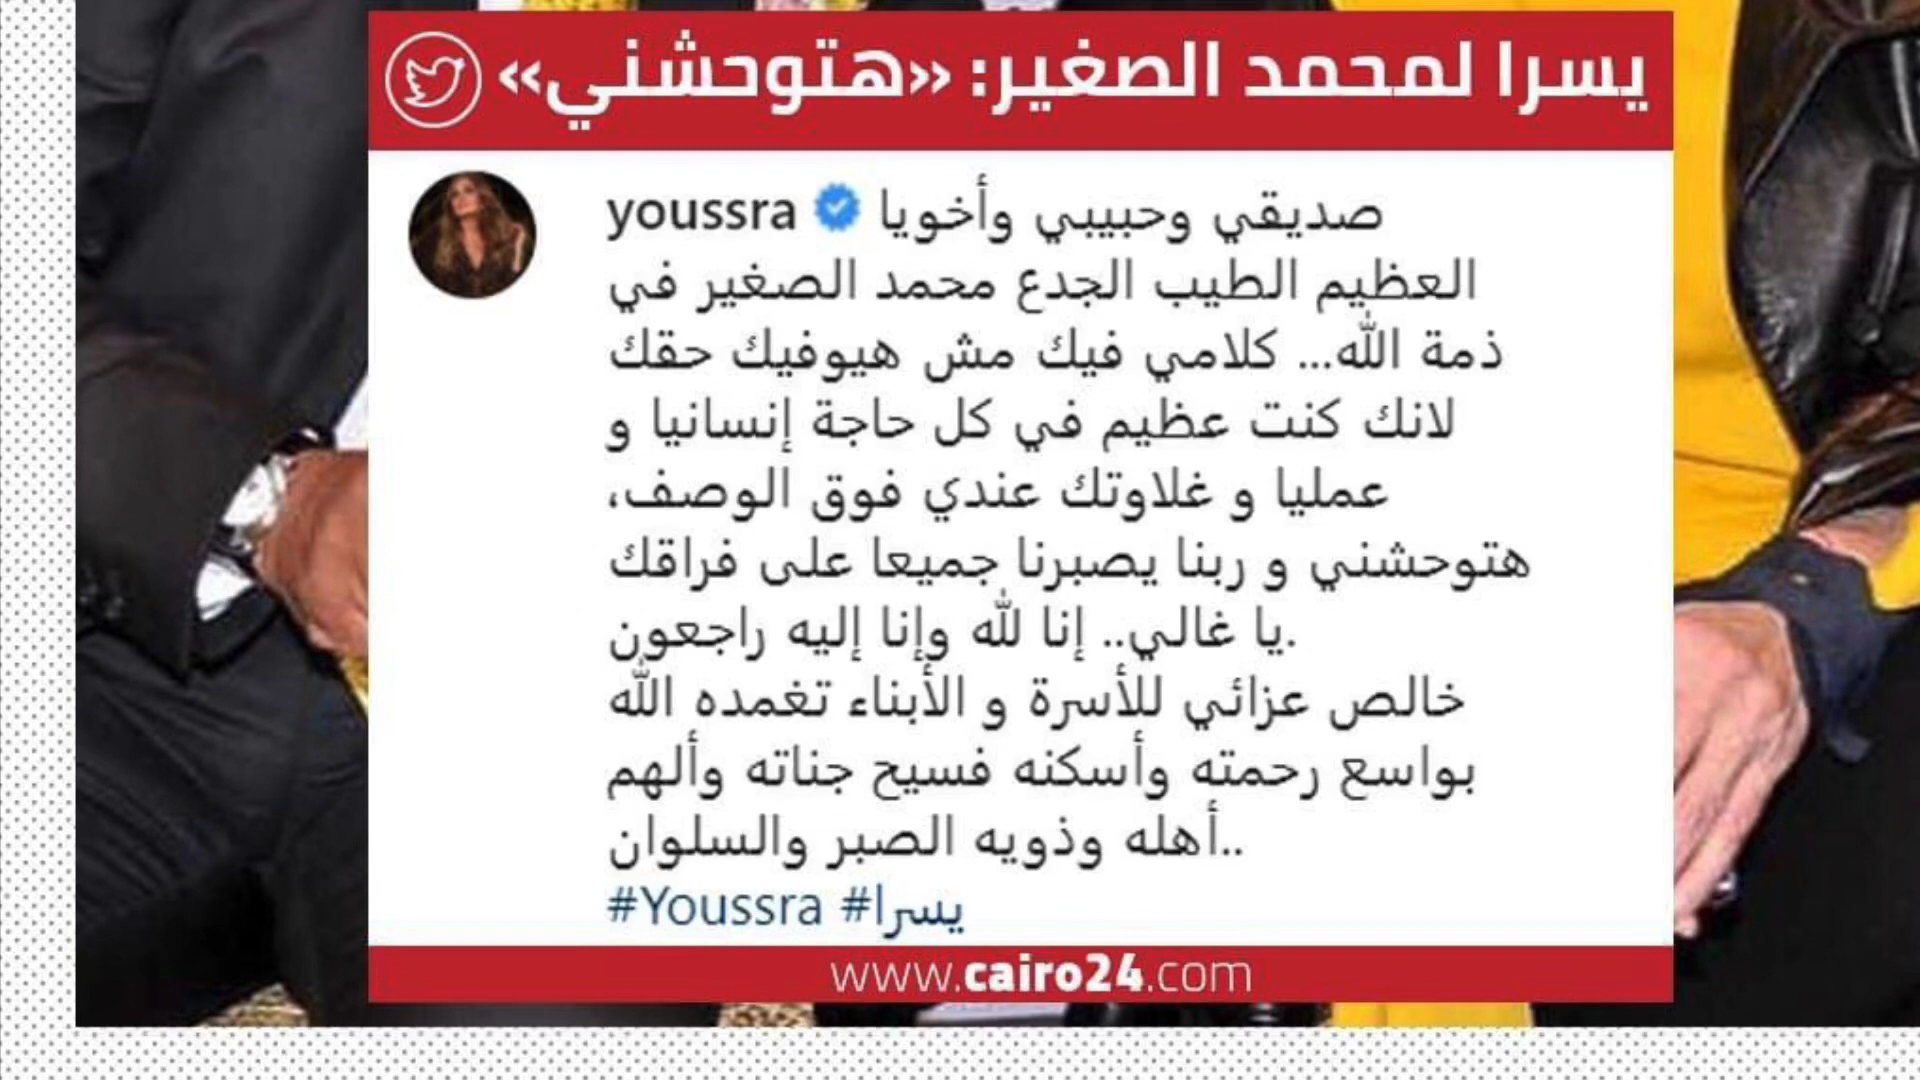 يسرا لمحمد الصغير: «هتوحشني»
youssra صديقي وحبيبي وأخويا
العظيم الطيب الجدع محمد الصغير في
ذمة الله... كلامي فيك مش هيوفيك حقك
لانك كنت عظيم في كل حاجة إنسانيا و
عمليا و غلاوتك عندي فوق الوصف،
هتوحشني و ربنا يصبرنا جميعا على فراقك
يا غالي.. إنا لله وإنا إليه راجعون.
خالص عزائي للأسرة و الأبناء تغمده الله
بواسع رحمته وأسكنه فسيح جناته وألهم
أهله وذويه الصبر والسلوان..
#Youssra #يسرا
www.cairo24.com